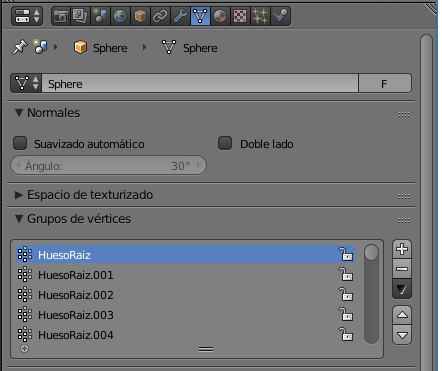 Sphere Sphere
Sphere F
Normales
Suavizado automático Doble lado
Ángulo: 30°
Espacio de texturizado
Grupos de vértices
HuesoRaiz
HuesoRaiz.001
HuesoRaiz.002
HuesoRaiz.003
HuesoRaiz.004